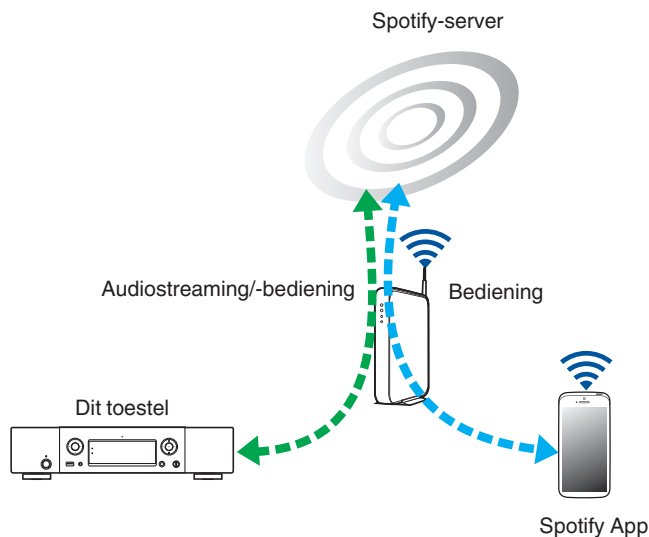 Spotify-server
Audiostreaming/-bediening
Bediening
Dit toestel
Spotify App